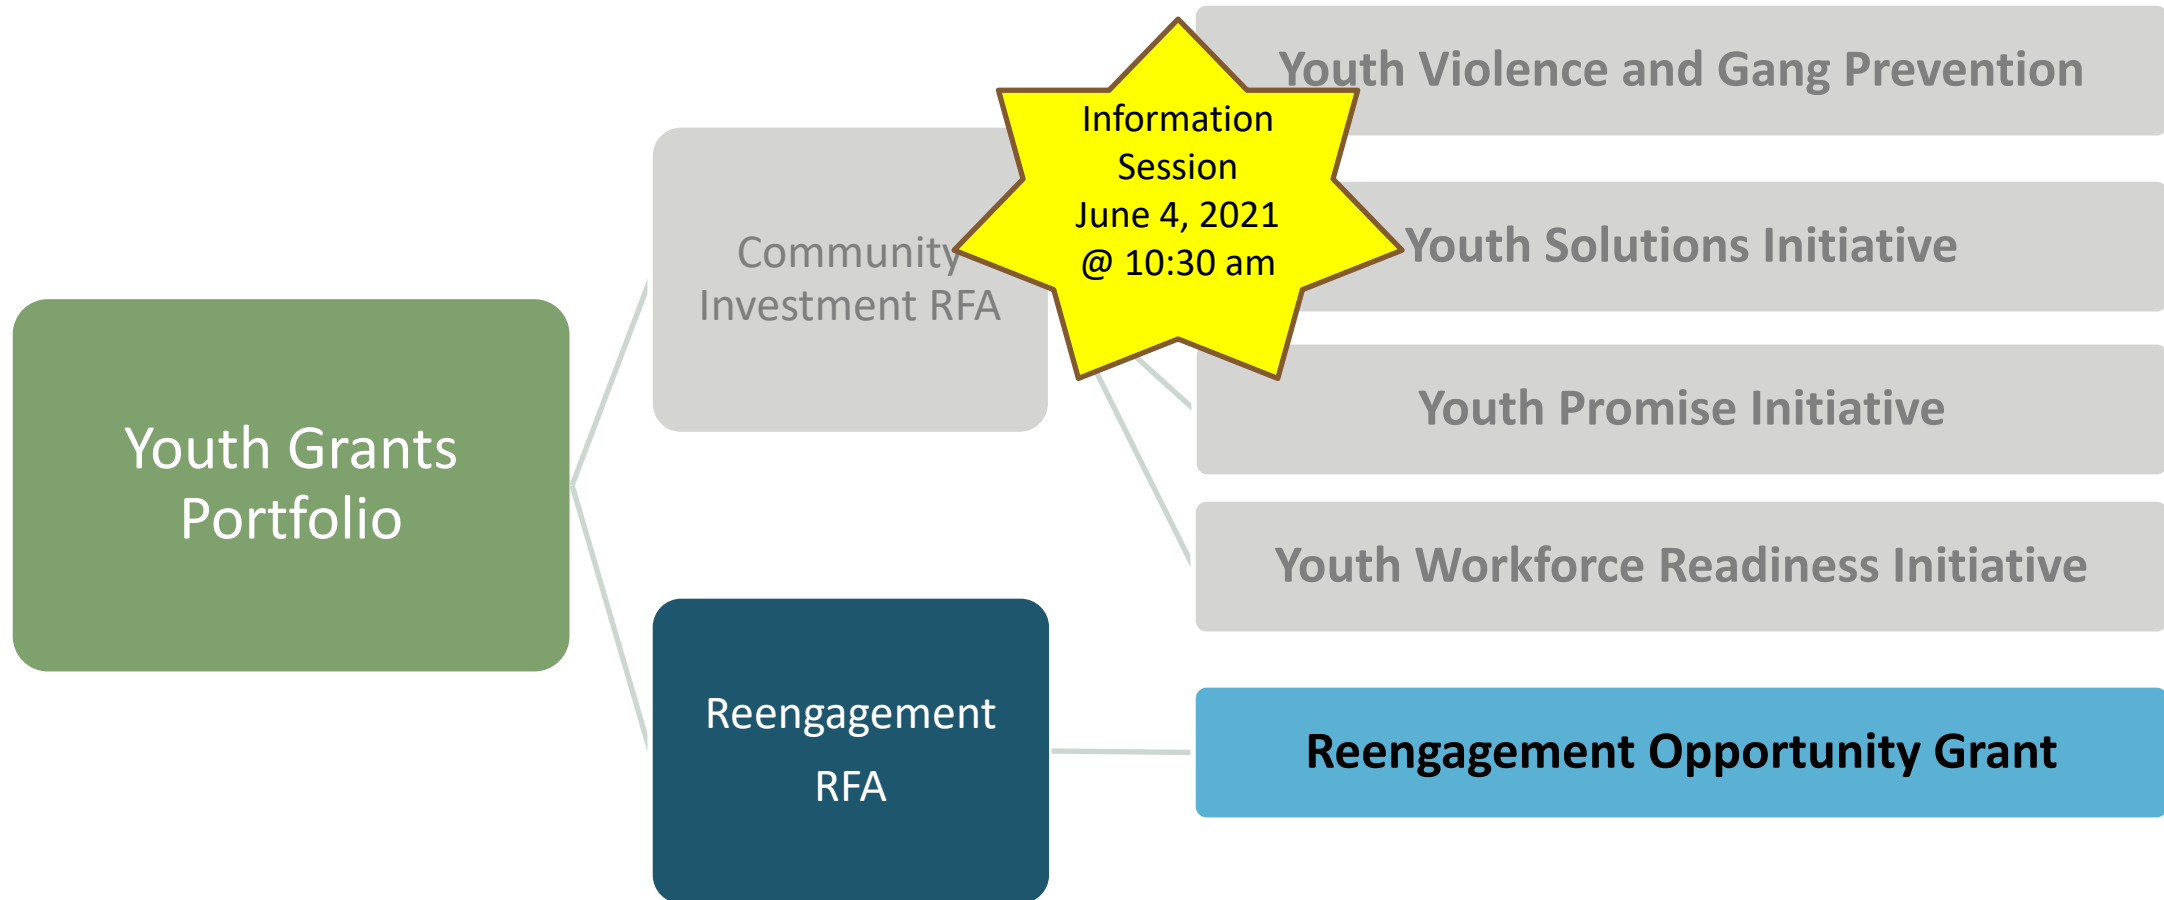 Youth Grants
Portfolio
Community
Investment RFA
Information
Session
June 4, 2021
@ 10:30 am
Youth Violence and Gang Prevention
Youth Solutions Initiative
Youth Promise Initiative
Youth Workforce Readiness Initiative
Reengagement
RFA
Reengagement Opportunity Grant